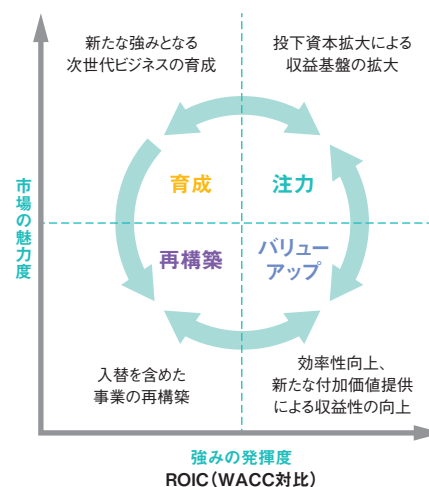 新たな強みとなる
次世代ビジネスの育成
投下資本拡大による
収益基盤の拡大
育成
注力
市場の魅力度
再構築
バリュー
アップ
入替を含めた
事業の再構築
効率性向上、
新たな付加価値提供
による収益性の向上
強みの発揮度
ROIC（WACC対比）